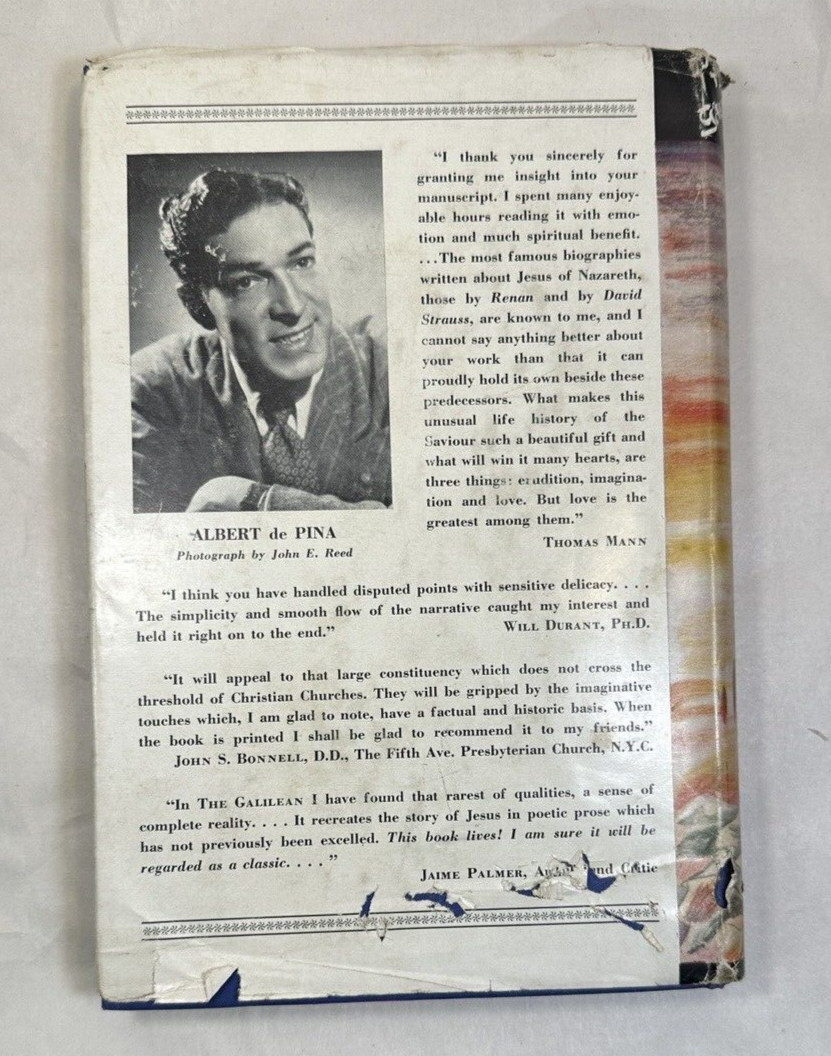 “I thank you sincerely for
granting me insight into your
manuscript. I spent many enjoy-
able hours reading it with emo-
tion and much spiritual benefit.
. . .The most famous biographies
written about Jesus of Nazareth,
those by Renan and by David
Strauss, are known to me, and I
cannot say anything better about
your work than that it can
proudly hold its own beside these
predecessors. What makes this
unusual life history of the
Saviour such a beautiful gift and
what will win it many hearts, are
three things: erudition, imagina-
tion and love. But love is the
greatest among them.”
THOMAS MANN
ALBERT de PINA
Photograph by John E. Reed
“I think you have handled disputed points with sensitive delicacy. . . .
The simplicity and smooth flow of the narrative caught my interest and
held it right on to the end.” WILL DURANT, PH.D.
“It will appeal to that large constituency which does not cross the
threshold of Christian Churches. They will be gripped by the imaginative
touches which, I am glad to note, have a factual and historic basis. When
the book is printed I shall be glad to recommend it to my friends.”
JOHN S. BONNELL, D.D., The Fifth Ave. Presbyterian Church, N.Y.C.
“In THE GALILEAN I have found that rarest of qualities, a sense of
complete reality. . . . It recreates the story of Jesus in poetic prose which
has not previously been excelled. This book lives! I am sure it will be
regarded as a classic. . . . ”
JAIME PALMER, and Critic